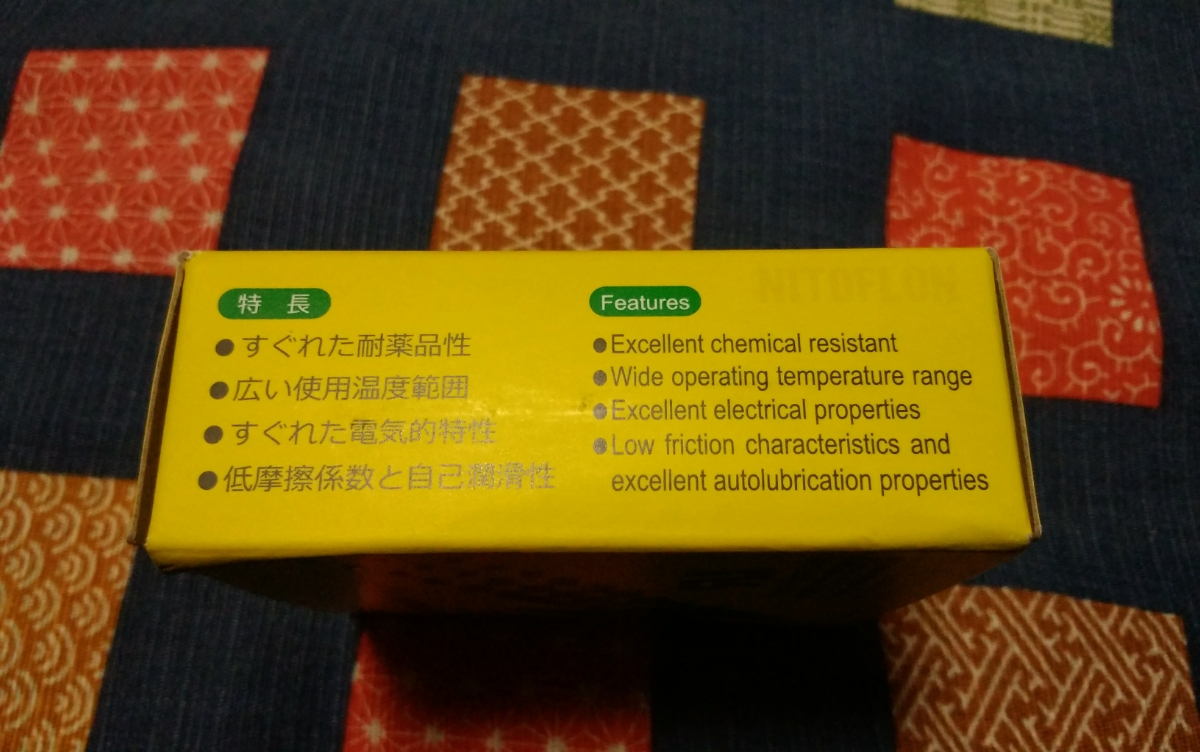 NITOFLON
特 長
●すぐれた耐薬品性
●広い使用温度範囲
●すぐれた電気的特性
●低摩擦係数と自己潤滑性
Features
●Excellent chemical resistant
●Wide operating temperature range
●Excellent electrical properties
●Low friction characteristics and
excellent autolubrication properties